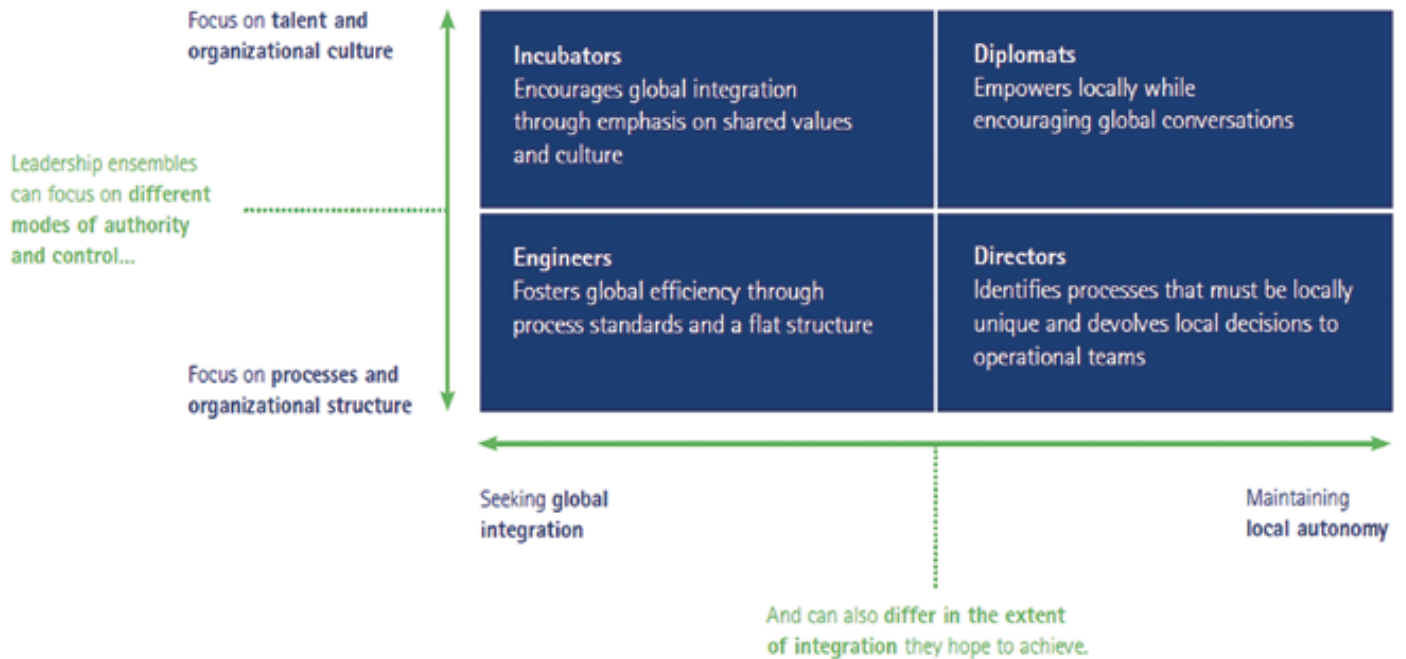 Focus on talent and
organizational culture
Incubators
Encourages global integration
through emphasis on shared values
and culture
Diplomats
Empowers locally while
encouraging global conversations
Leadership ensembles
can focus on different
modes of authority
and control...
Engineers
Fosters global efficiency through
process standards and a flat structure
Directors
Identifies processes that must be locally
unique and devolves local decisions to
operational teams
Focus on processes and
organizational structure
Seeking global
integration
Maintaining
local autonomy
And can also differ in the extent
of integration they hope to achieve.